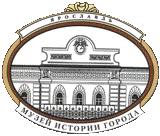 ЯРОСЛАВЛЬ
МУЗЕЙ ИСТОРИИ ГОРОДА